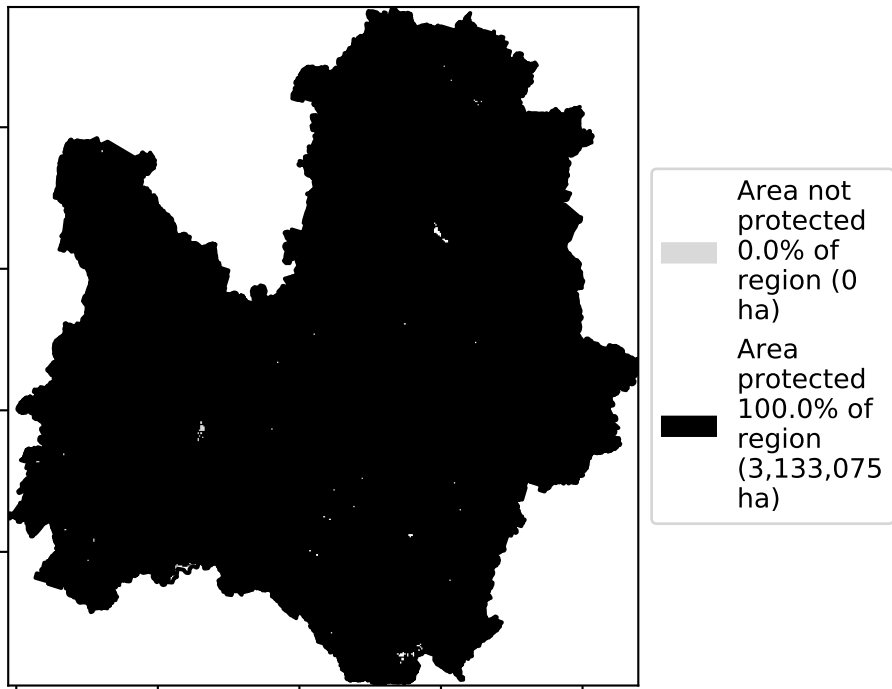 Area not
protected
0.0% of
region (0
ha)
Area
protected
100.0% of
region
(3,133,075
ha)